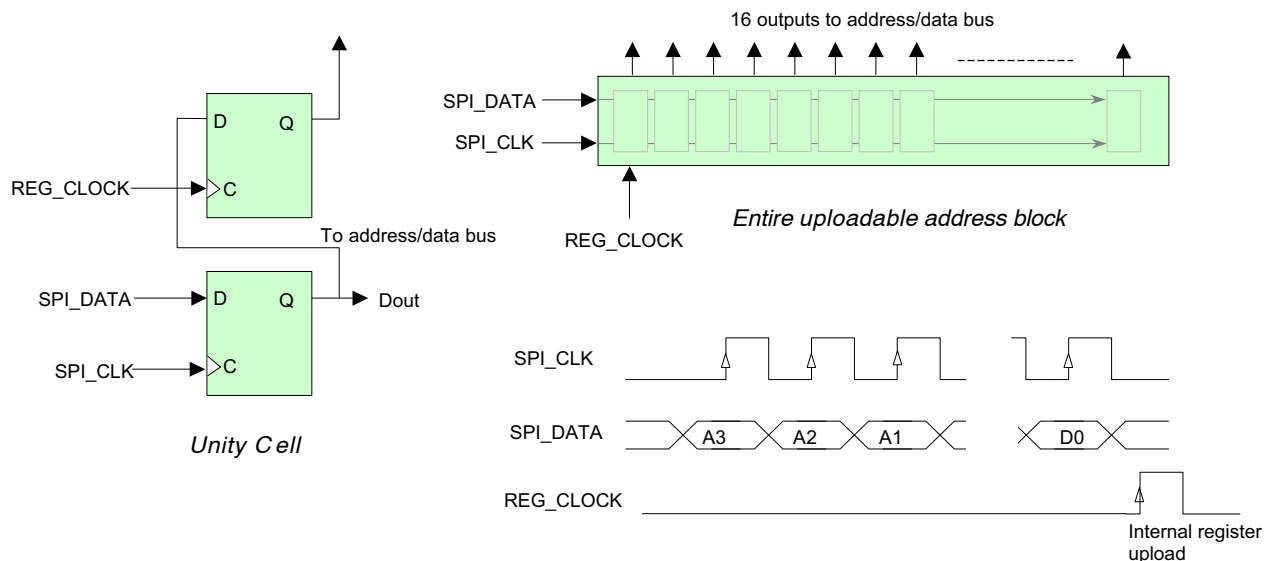 16 outputs to address/data bus
D
Q
REG_CLOCK
C
To address/data bus
SPI_DATA
D
Q
Dout
SPI_CLK
C
Unity Cell
SPI_DATA
SPI_CLK
REG_CLOCK
Entire uploadable address block
SPI_CLK
SPI_DATA
A3
A2
A1
D0
REG_CLOCK
Internal register
upload